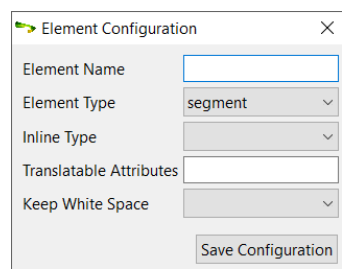 Element Configuration
Element Name
Element Type segment
Inline Type
Translatable Attributes
Keep White Space
Save Configuration